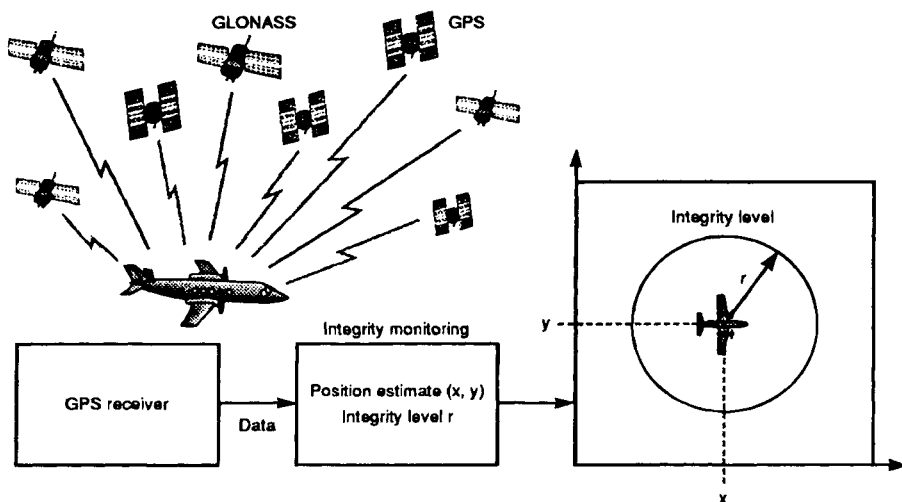 GLONASS
GPS
Integrity level
r
y
Integrity monitoring
GPS receiver
Data
Position estimate (x, y)
Integrity level r
x